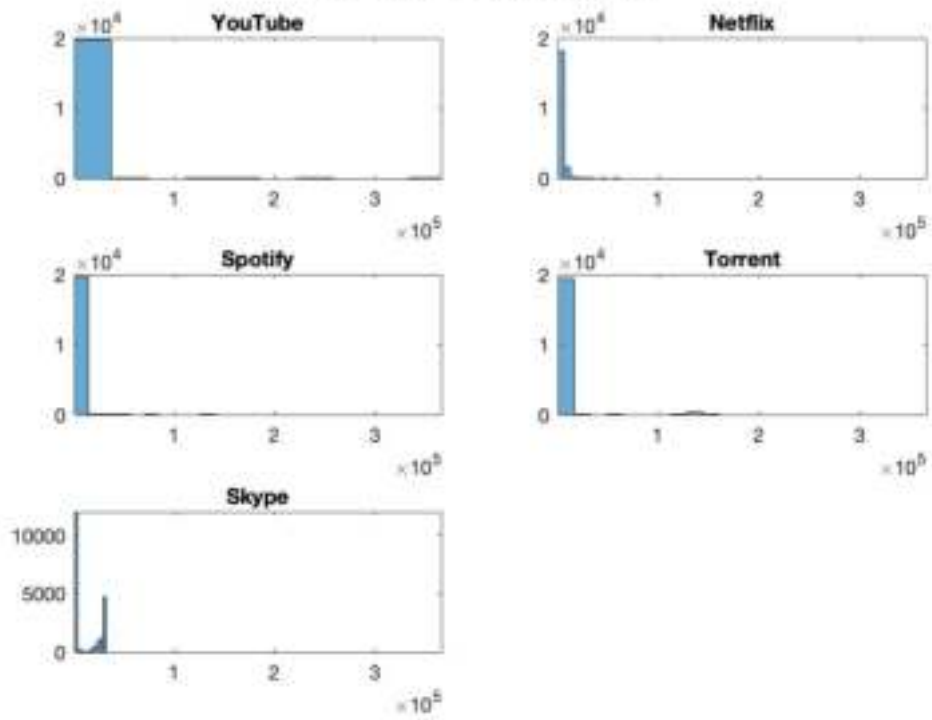 ×10⁴ YouTube
2
1
0
1 2 3
×10⁵
×10⁴ Netflix
2
1
0
1 2 3
×10⁵
×10⁴ Spotify
2
1
0
1 2 3
×10⁵
×10⁴ Torrent
2
1
0
1 2 3
×10⁵
Skype
10000
5000
0
1 2 3
×10⁵